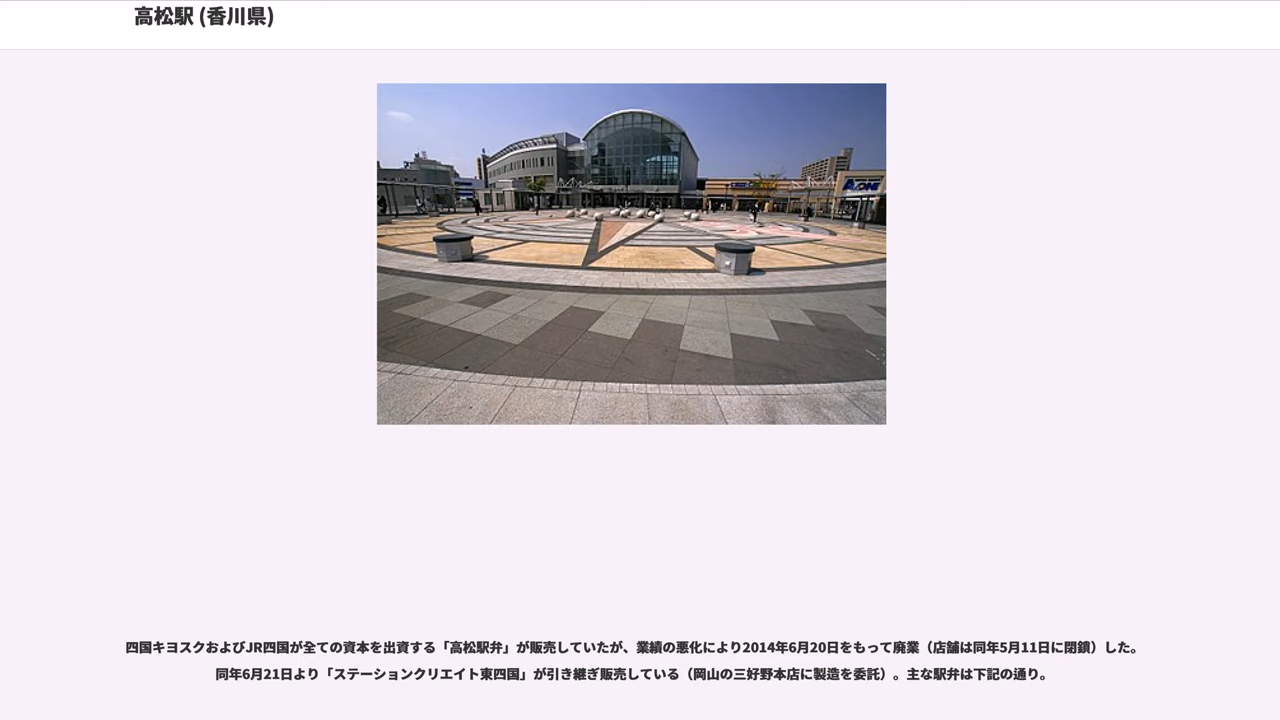 高松駅 (香川県)
四国キヨスクおよびJR四国が全ての資本を出資する「高松駅弁」が販売していたが、業績の悪化により2014年6月20日をもって廃業（店舗は同年5月11日に閉鎖）した。
同年6月21日より「ステーションクリエイト東四国」が引き継ぎ販売している（岡山の三好野本店に製造を委託）。主な駅弁は下記の通り。